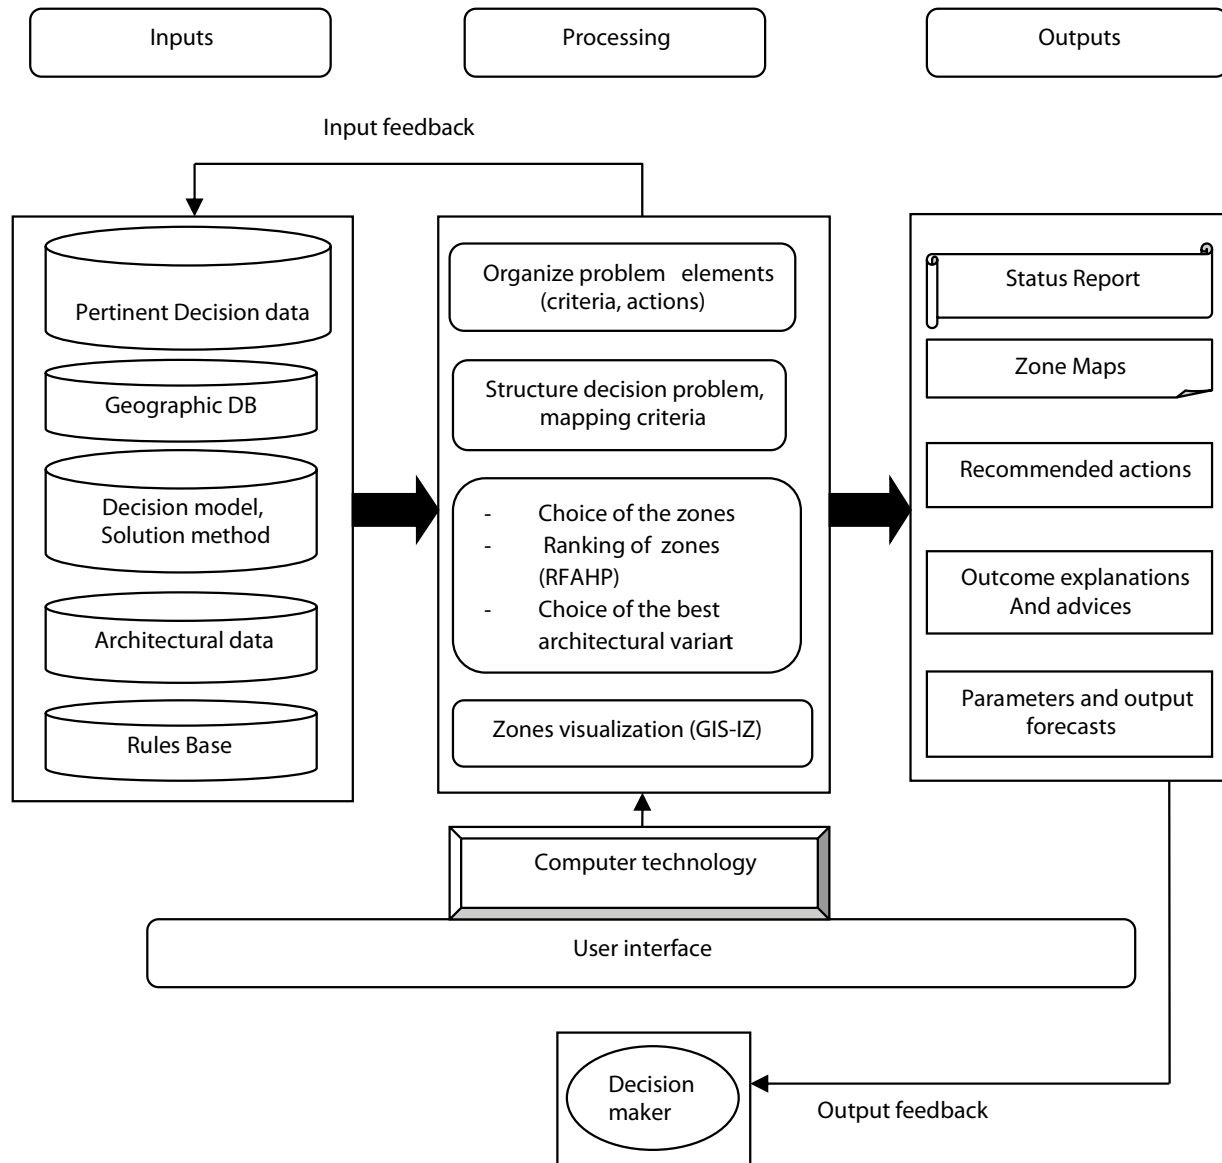 Inputs
Processing
Outputs
Input feedback
Pertinent Decision data
Geographic DB
Decision model,
Solution method
Architectural data
Rules Base
Organize problem elements
(criteria, actions)
Structure decision problem,
mapping criteria
- Choice of the zones
- Ranking of zones
(RFAHP)
- Choice of the best
architectural variart
Zones visualization (GIS-IZ)
Status Report
Zone Maps
Recommended actions
Outcome explanations
And advices
Parameters and output
forecasts
Computer technology
User interface
Decision
maker
Output feedback